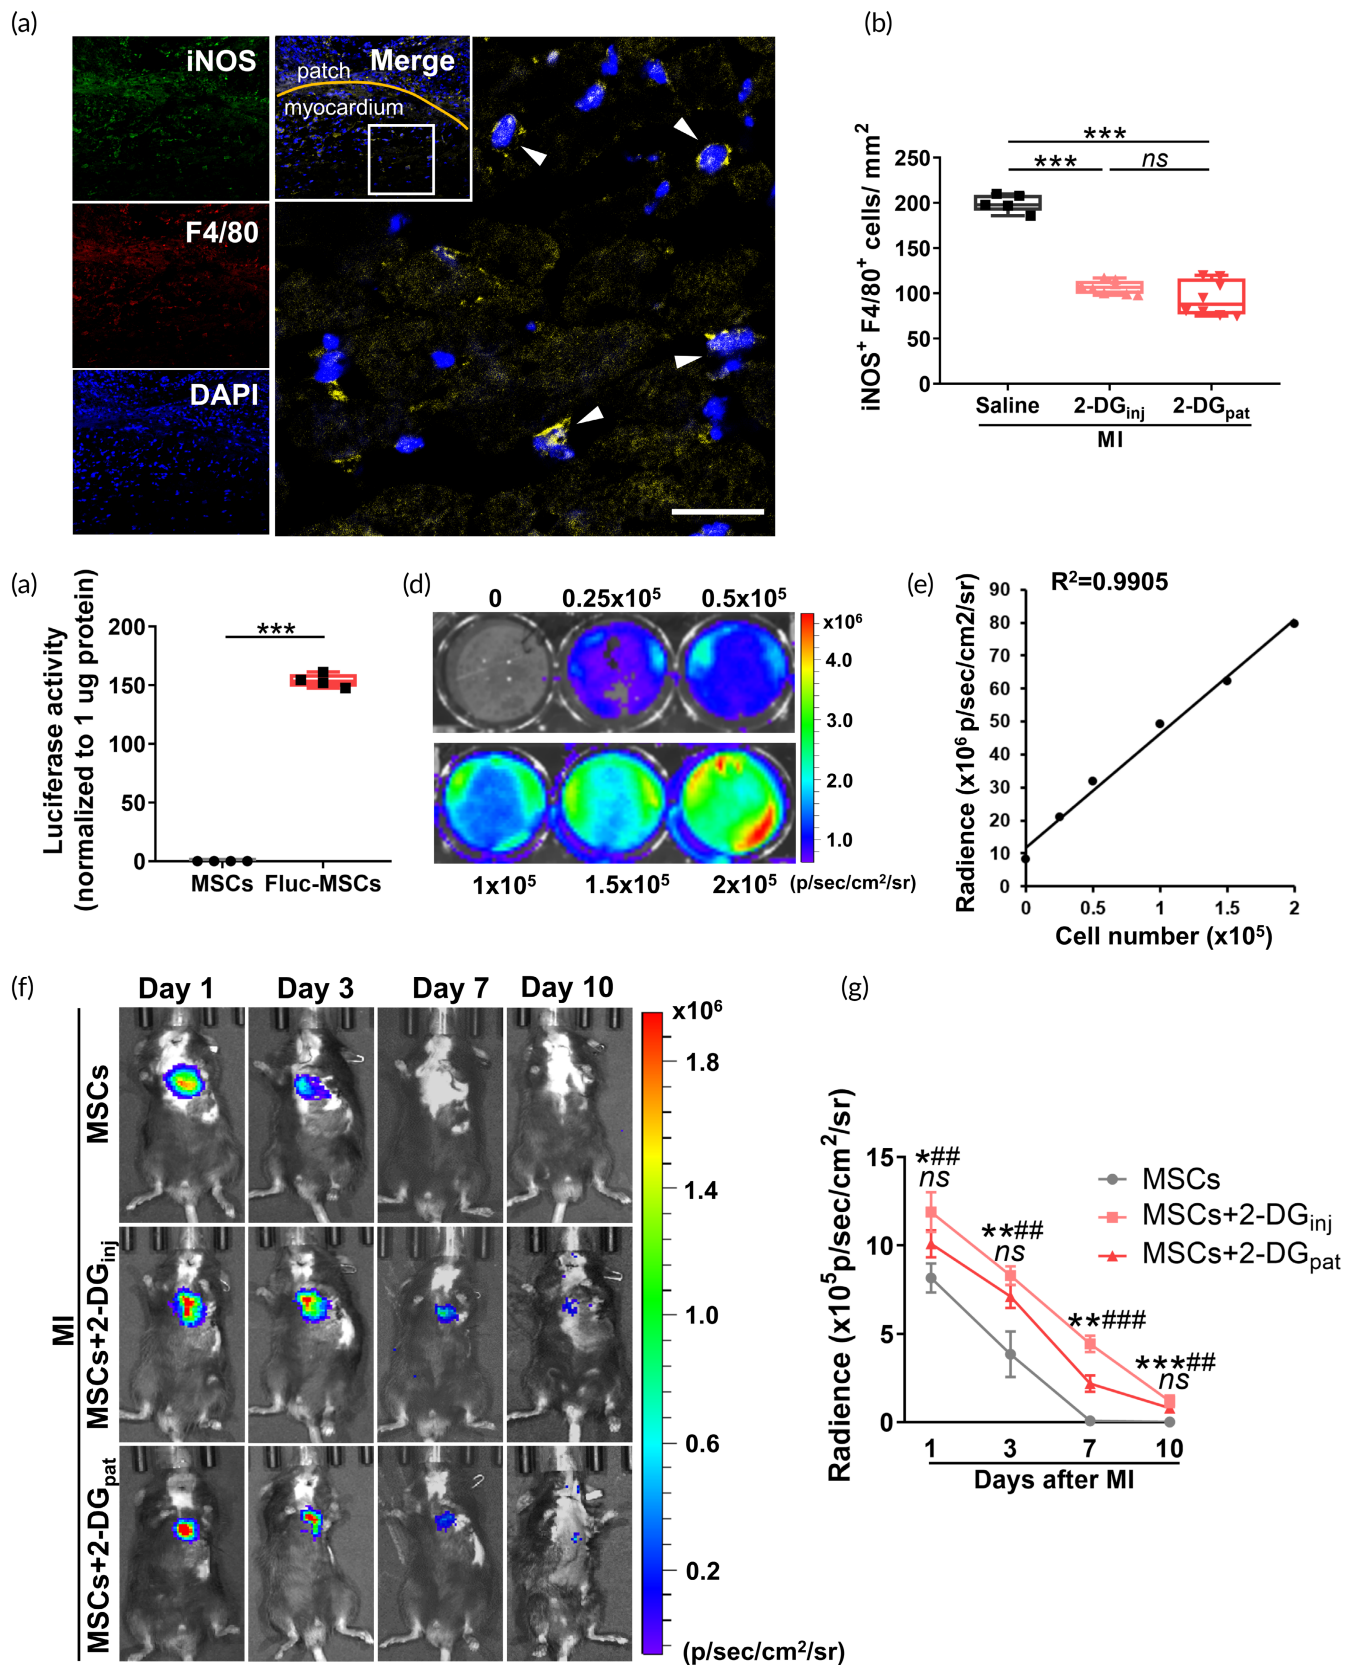 (a)
iNOS
F4/80
DAPI
Merge
patch
myocardium
(b)
iNOS⁺ F4/80⁺ cells/ mm²
***
*** ns
250
200
150
100
50
0
Saline 2-DGinj 2-DGpat
MI
(a)
Luciferase activity
(normalized to 1 ug protein)
***
200
150
100
50
0
MSCs Fluc-MSCs
(d)
0 0.25x10⁵ 0.5x10⁵
x10⁶
4.0
3.0
2.0
1.0
1x10⁵ 1.5x10⁵ 2x10⁵ (p/sec/cm²/sr)
(e)
R²=0.9905
Radience (x10⁶ p/sec/cm2/sr)
90
80
70
60
50
40
30
20
10
0
0 0.5 1 1.5 2
Cell number (x10⁵)
(f)
Day 1 Day 3 Day 7 Day 10
MI
MSCs
MSCs+2-DGinj
MSCs+2-DGpat
x10⁶
1.8
1.4
1.0
0.6
0.2
(p/sec/cm²/sr)
(g)
Radience (x10⁵p/sec/cm²/sr)
15
10
5
0
*##
ns
**##
ns
**###
***##
ns
MSCs
MSCs+2-DGinj
MSCs+2-DGpat
1 3 7 10
Days after MI